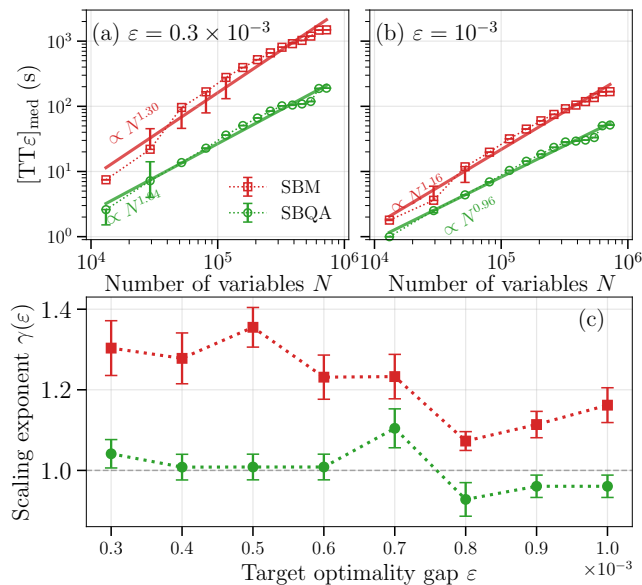 (a) ε = 0.3 × 10⁻³
(b) ε = 10⁻³
[TTε]med (s)
10³
10²
10¹
10⁰
∝ N^1.30
∝ N^1.04
SBM
SBQA
∝ N^1.16
∝ N^0.96
10⁴ 10⁵ 10⁶
10⁴ 10⁵ 10⁶
Number of variables N
Number of variables N
(c)
Scaling exponent γ(ε)
1.4
1.2
1.0
0.3 0.4 0.5 0.6 0.7 0.8 0.9 1.0
×10⁻³
Target optimality gap ε